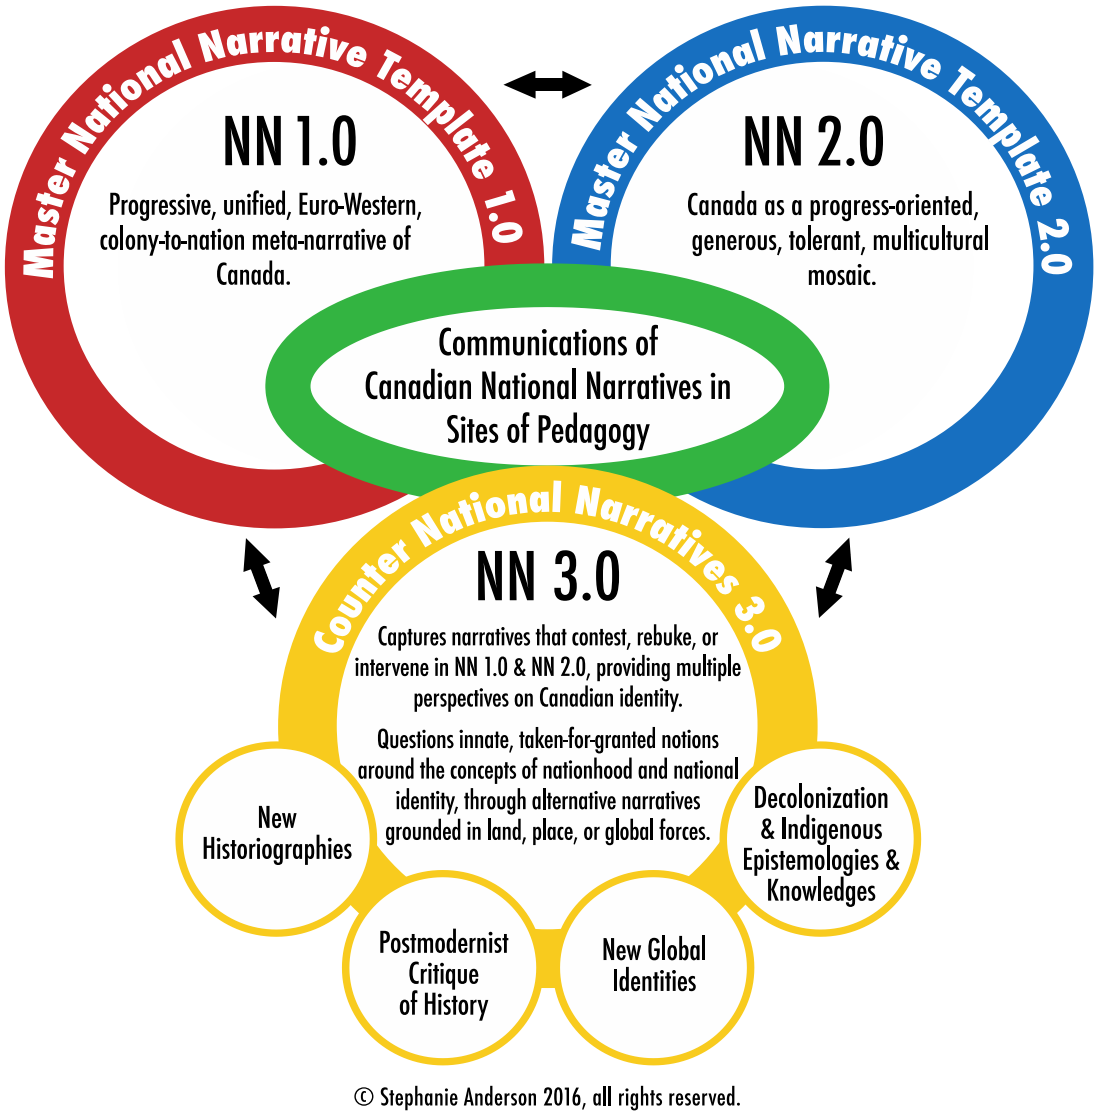 Master National Narrative Template 1.0
NN 1.0
Progressive, unified, Euro-Western,
colony-to-nation meta-narrative of
Canada.
Master National Narrative Template 2.0
NN 2.0
Canada as a progress-oriented,
generous, tolerant, multicultural
mosaic.
Communications of
Canadian National Narratives in
Sites of Pedagogy
Counter National Narratives 3.0
NN 3.0
Captures narratives that contest, rebuke, or
intervene in NN 1.0 & NN 2.0, providing multiple
perspectives on Canadian identity.
Questions innate, taken-for-granted notions
around the concepts of nationhood and national
identity, through alternative narratives
grounded in land, place, or global forces.
New
Historiographies
Postmodernist
Critique
of History
New Global
Identities
Decolonization
& Indigenous
Epistemologies &
Knowledges
© Stephanie Anderson 2016, all rights reserved.